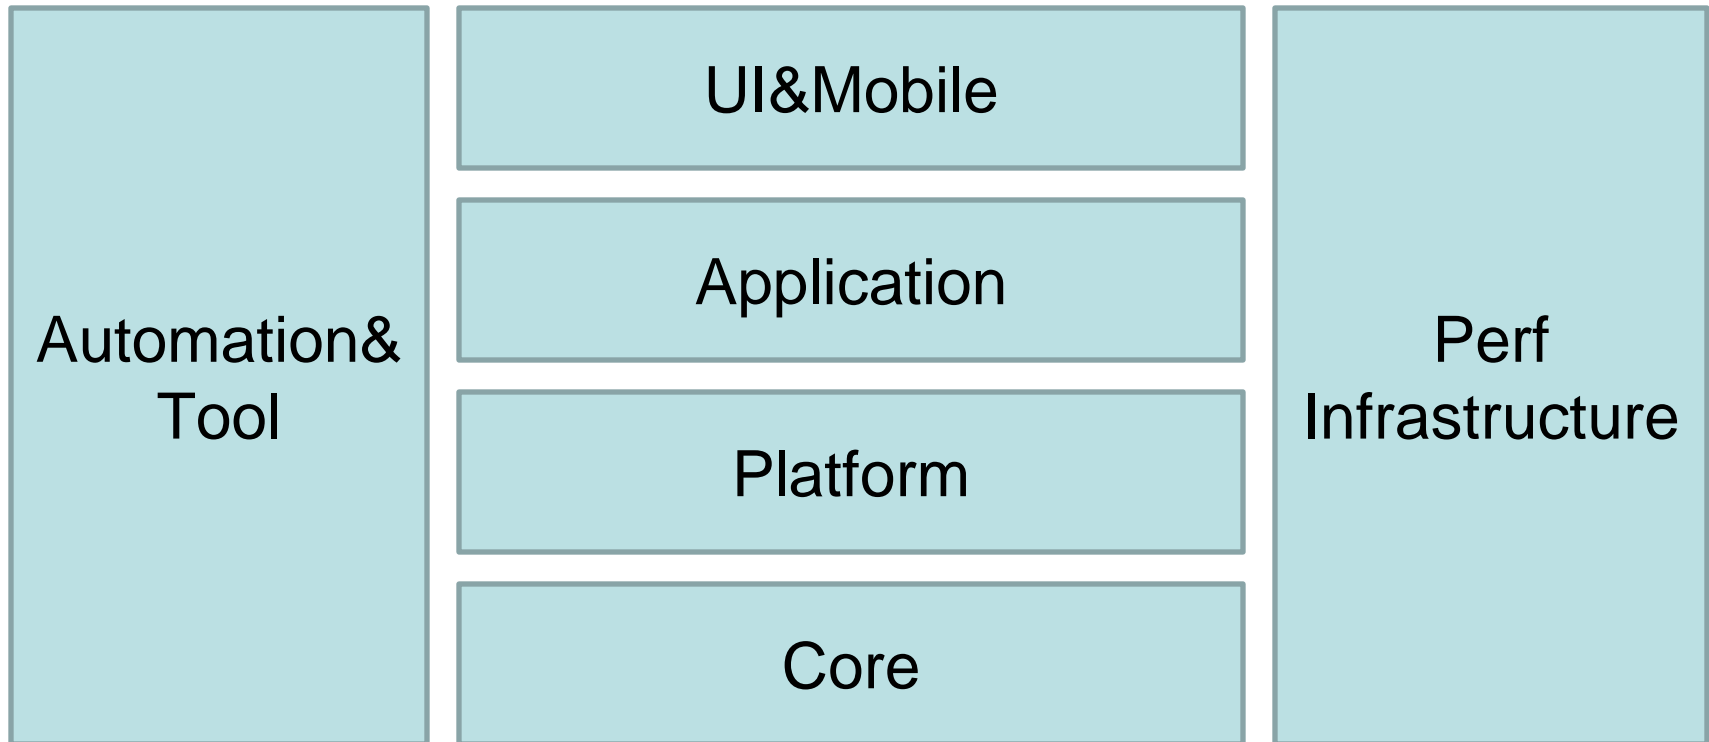 Automation&
Tool
UI&Mobile
Application
Platform
Core
Perf
Infrastructure